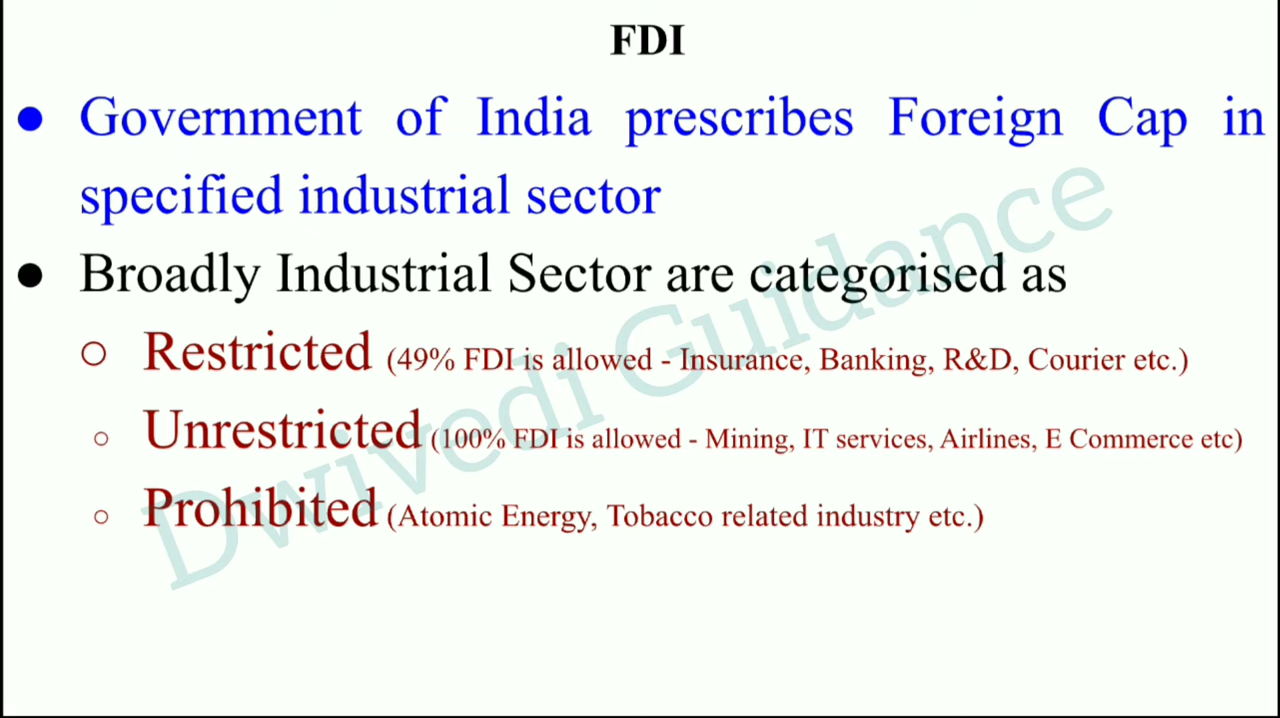 FDI
● Government of India prescribes Foreign Cap in
specified industrial sector
● Broadly Industrial Sector are categorised as
○ Restricted (49% FDI is allowed - Insurance, Banking, R&D, Courier etc.)
○ Unrestricted (100% FDI is allowed - Mining, IT services, Airlines, E Commerce etc)
○ Prohibited (Atomic Energy, Tobacco related industry etc.)
Dwivedi Guidance